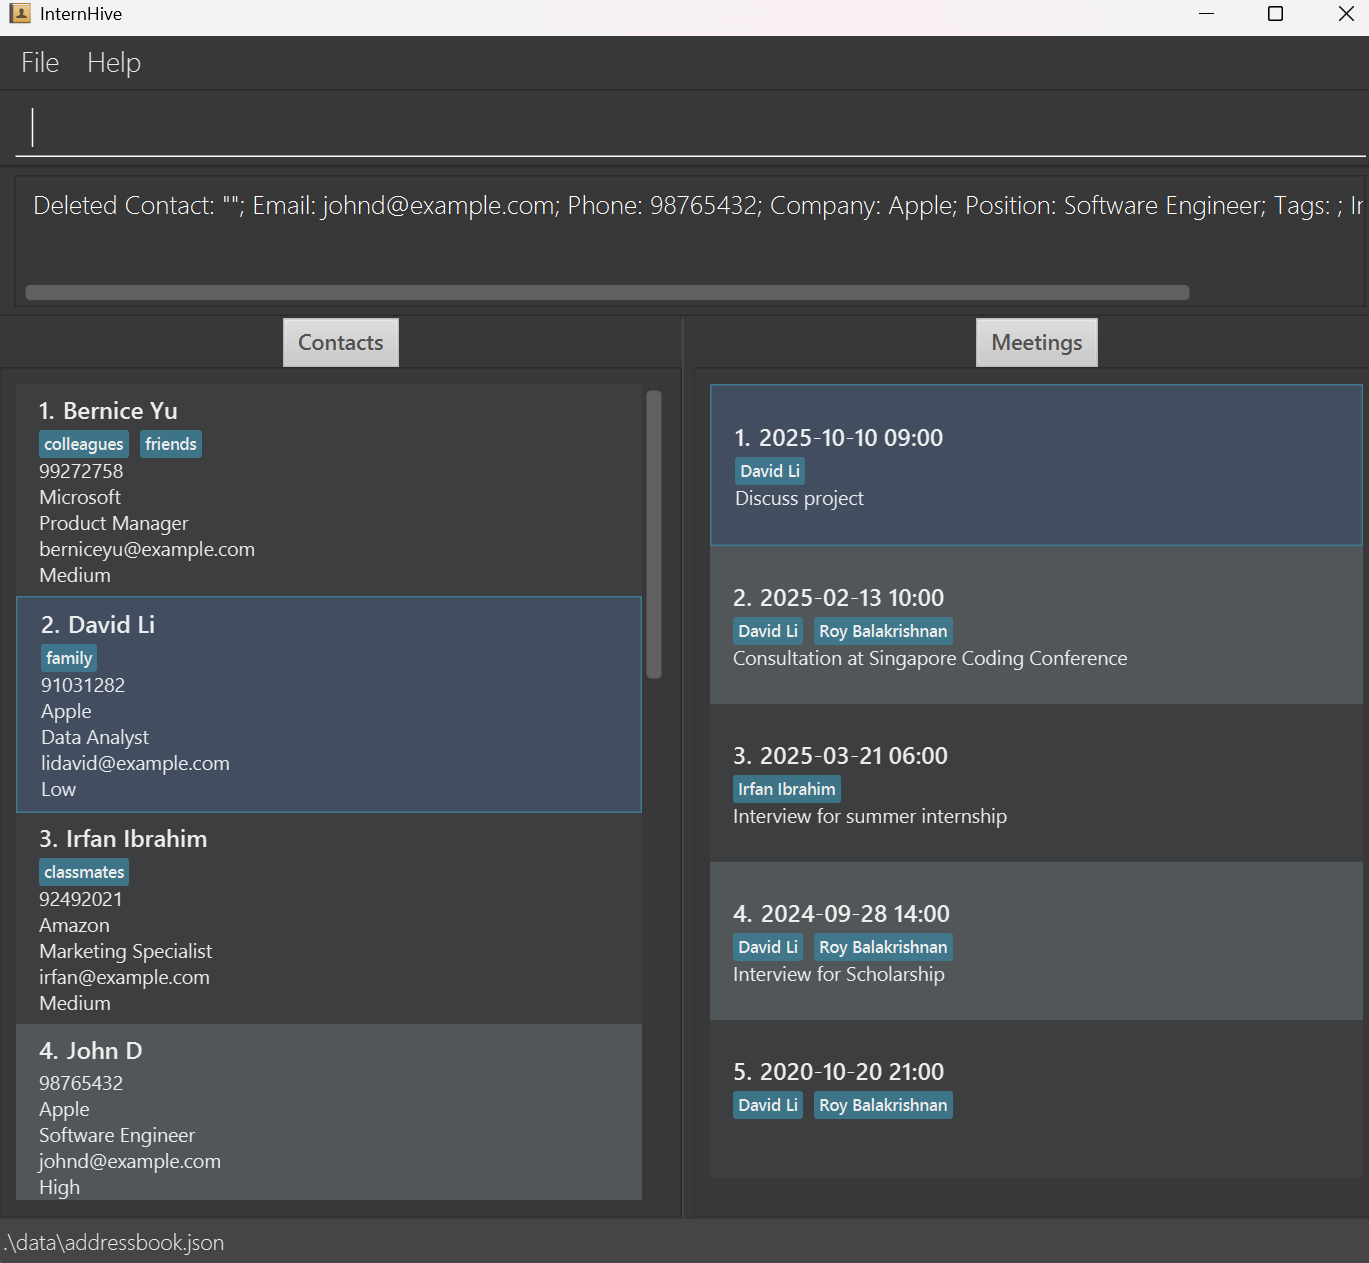 InternHive
File Help
Deleted Contact: ""; Email: johnd@example.com; Phone: 98765432; Company: Apple; Position: Software Engineer; Tags: ;
Contacts
1. Bernice Yu
colleagues friends
99272758
Microsoft
Product Manager
berniceyu@example.com
Medium
2. David Li
family
91031282
Apple
Data Analyst
lidavid@example.com
Low
3. Irfan Ibrahim
classmates
92492021
Amazon
Marketing Specialist
irfan@example.com
Medium
4. John D
98765432
Apple
Software Engineer
johnd@example.com
High
Meetings
1. 2025-10-10 09:00
David Li
Discuss project
2. 2025-02-13 10:00
David Li Roy Balakrishnan
Consultation at Singapore Coding Conference
3. 2025-03-21 06:00
Irfan Ibrahim
Interview for summer internship
4. 2024-09-28 14:00
David Li Roy Balakrishnan
Interview for Scholarship
5. 2020-10-20 21:00
David Li Roy Balakrishnan
.\data\addressbook.json